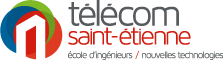 télécom
saint-étienne
école d'ingénieurs / nouvelles technologies